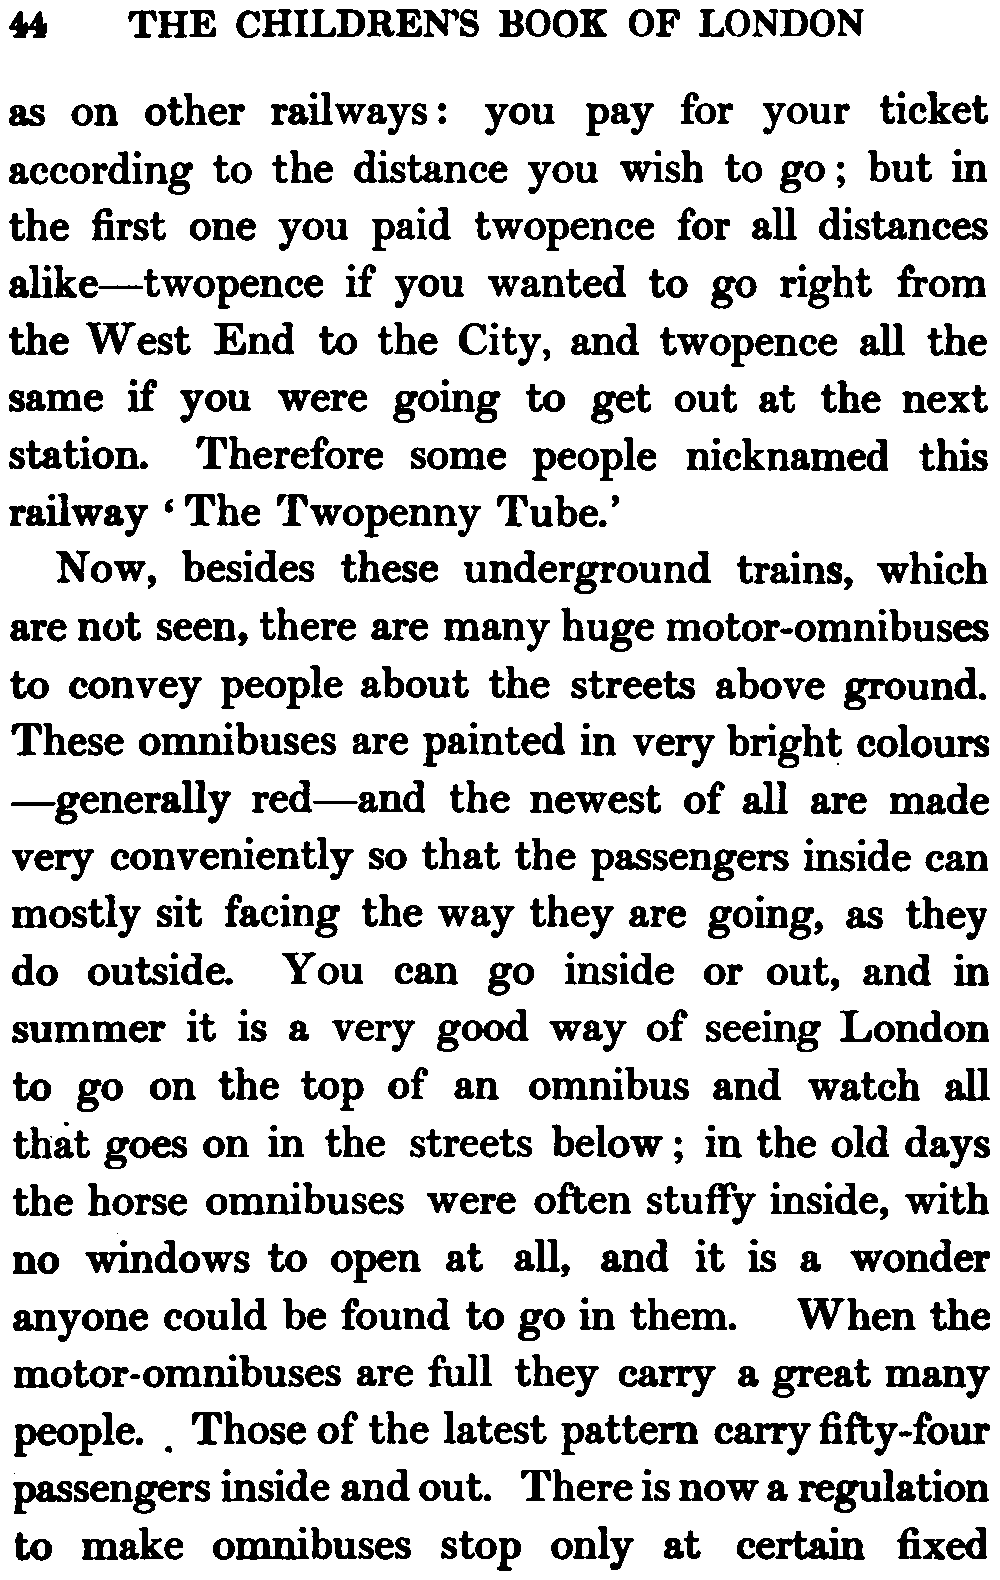 44 THE CHILDREN'S BOOK OF LONDON
as on other railways: you pay for your ticket
according to the distance you wish to go; but in
the first one you paid twopence for all distances
alike—twopence if you wanted to go right from
the West End to the City, and twopence all the
same if you were going to get out at the next
station. Therefore some people nicknamed this
railway ‘The Twopenny Tube.’
Now, besides these underground trains, which
are not seen, there are many huge motor-omnibuses
to convey people about the streets above ground.
These omnibuses are painted in very bright colours
—generally red—and the newest of all are made
very conveniently so that the passengers inside can
mostly sit facing the way they are going, as they
do outside. You can go inside or out, and in
summer it is a very good way of seeing London
to go on the top of an omnibus and watch all
that goes on in the streets below; in the old days
the horse omnibuses were often stuffy inside, with
no windows to open at all, and it is a wonder
anyone could be found to go in them. When the
motor-omnibuses are full they carry a great many
people. Those of the latest pattern carry fifty-four
passengers inside and out. There is now a regulation
to make omnibuses stop only at certain fixed